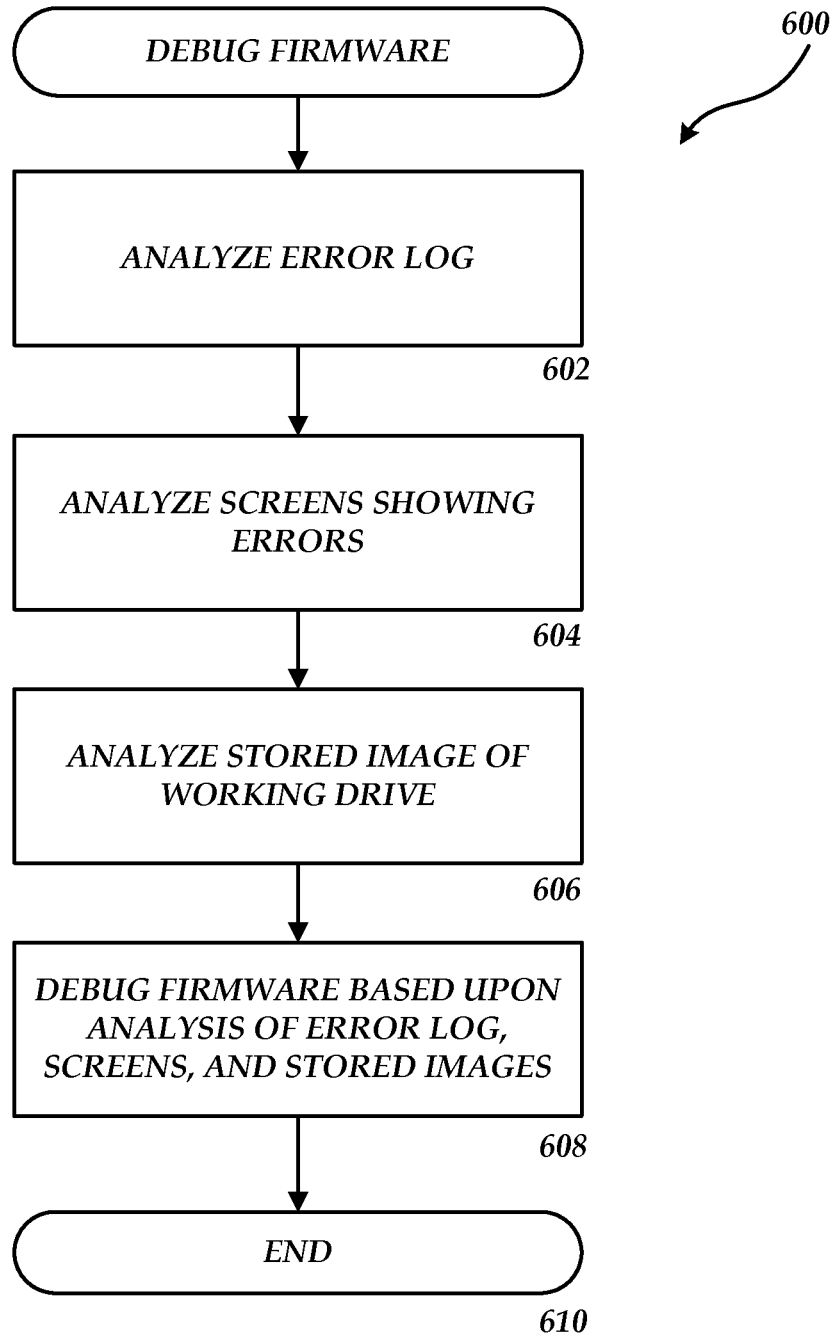 DEBUG FIRMWARE
600
ANALYZE ERROR LOG
602
ANALYZE SCREENS SHOWING
ERRORS
604
ANALYZE STORED IMAGE OF
WORKING DRIVE
606
DEBUG FIRMWARE BASED UPON
ANALYSIS OF ERROR LOG,
SCREENS, AND STORED IMAGES
608
END
610